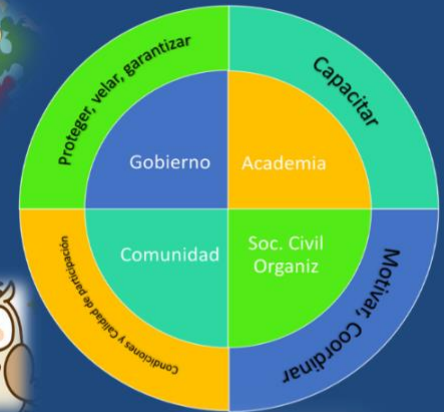 Proteger, velar, garantizar
Capacitar
Gobierno
Academia
Comunidad
Soc. Civil
Organiz
Condiciones y Calidad de participación
Motivar, Coordinar